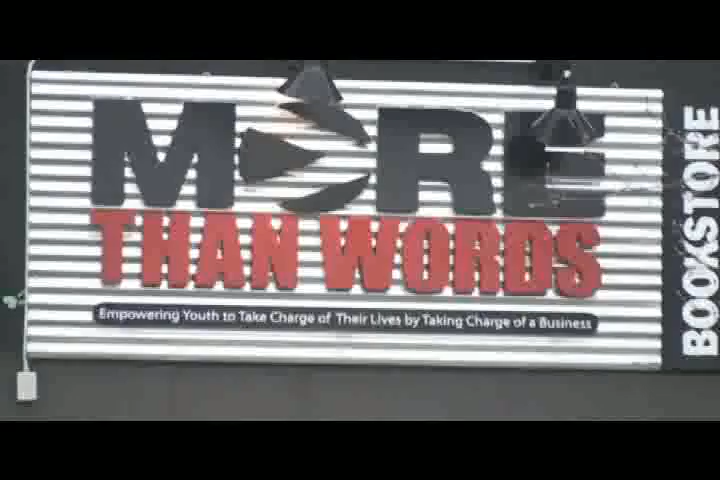 MORE
THAN WORDS
Empowering Youth to Take Charge of Their Lives by Taking Charge of a Business
BOOKSTORE